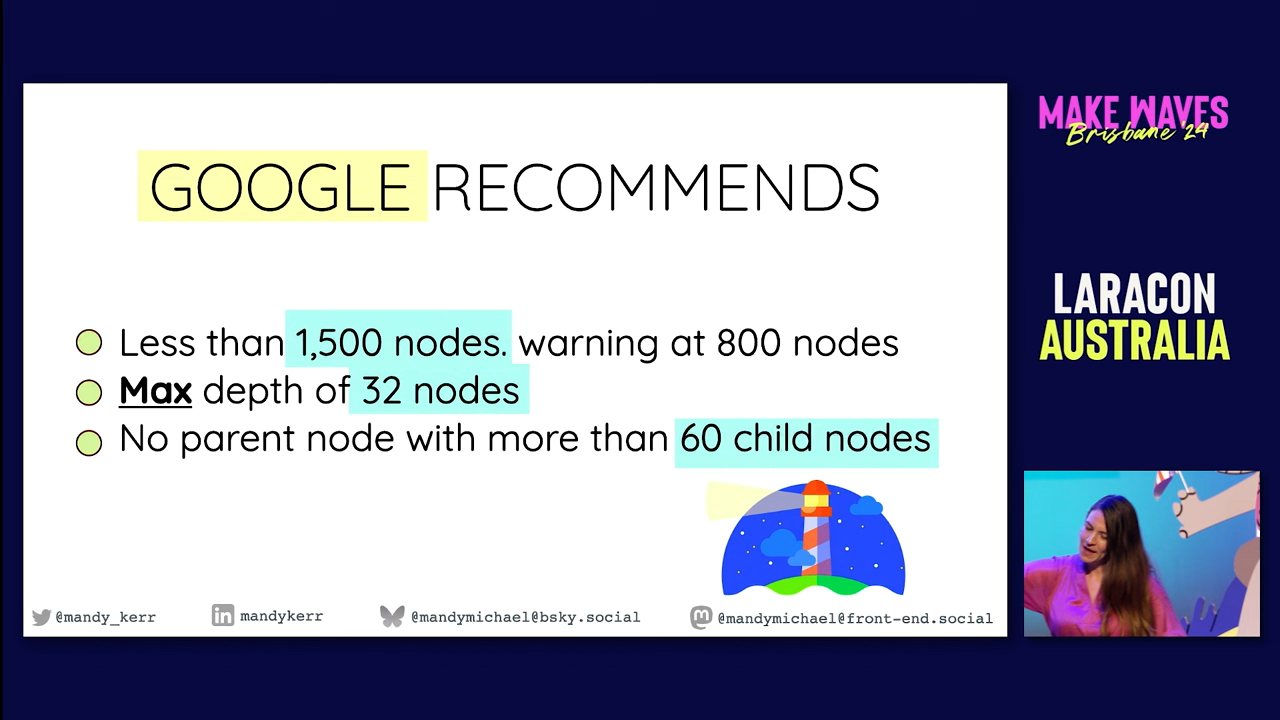 GOOGLE RECOMMENDS
Less than 1,500 nodes. warning at 800 nodes
Max depth of 32 nodes
No parent node with more than 60 child nodes
@mandy_kerr
in mandykerr
@mandymichael@bsky.social
m @mandymichael@front-end.social
MAKE WAVES
Brisbane '24
LARACON
AUSTRALIA